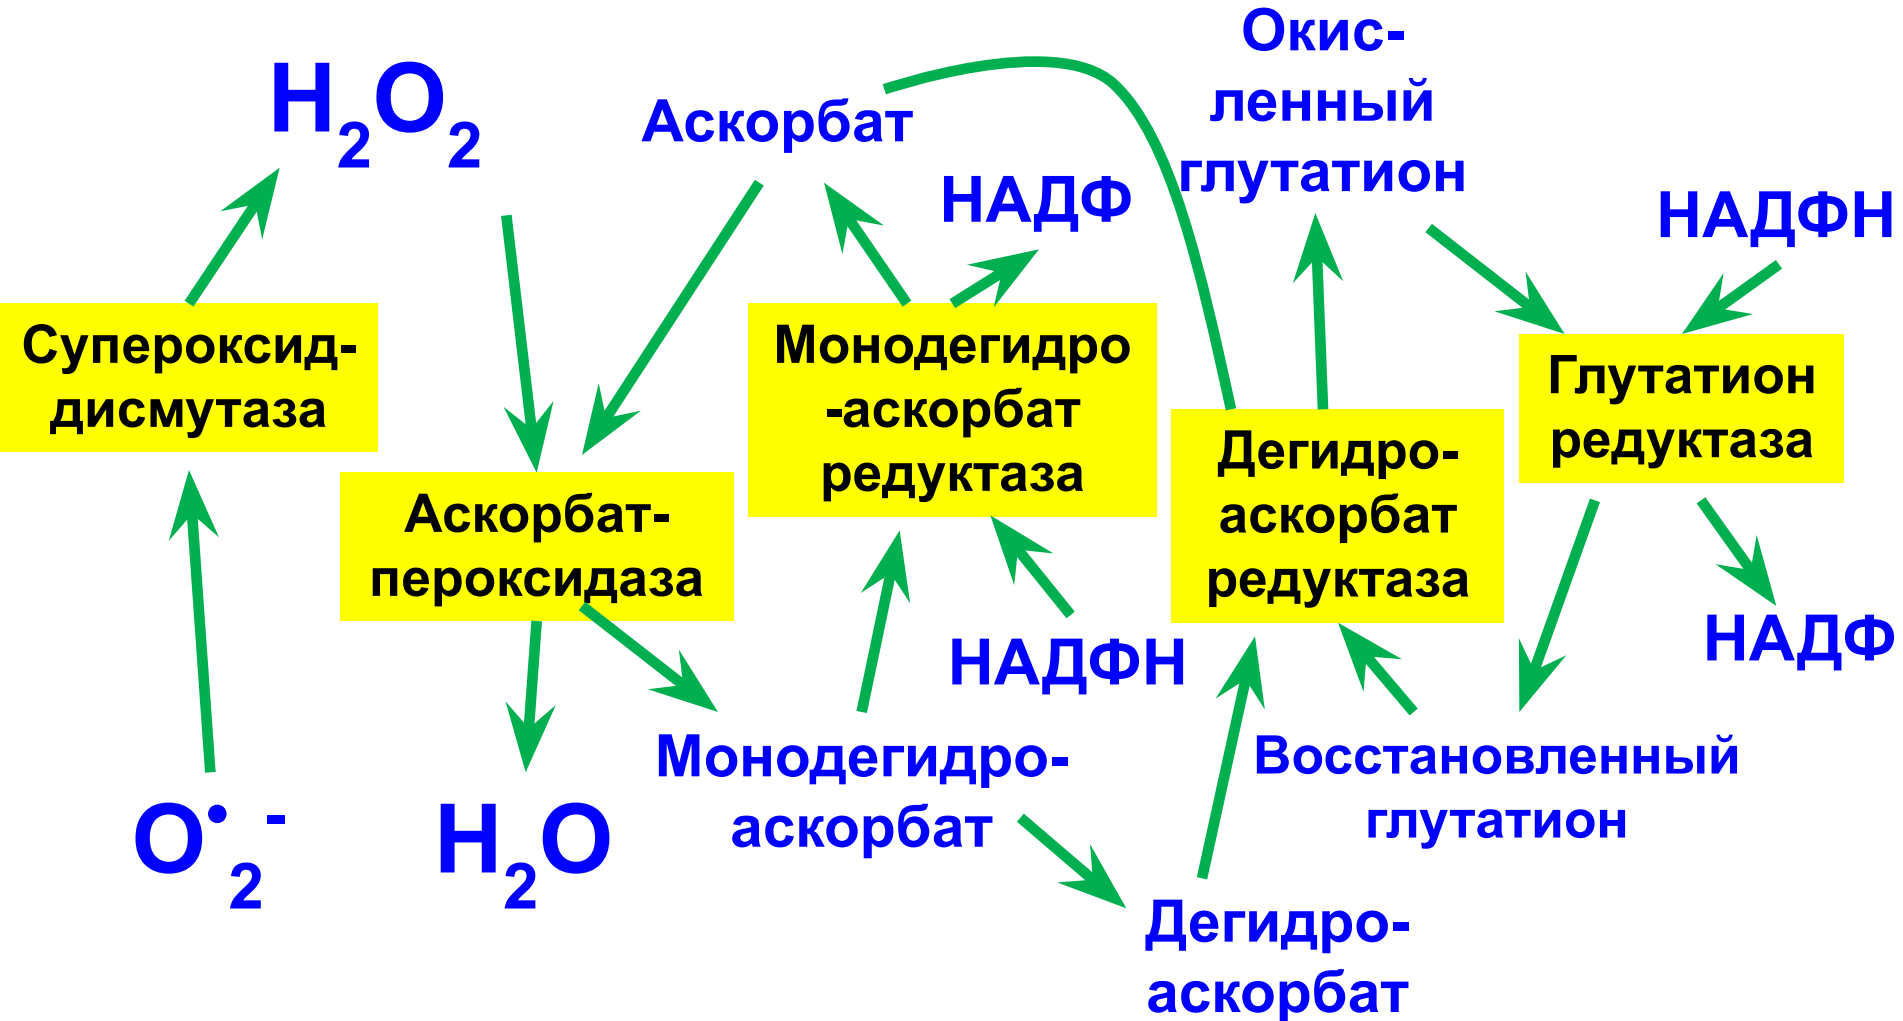 H2O2
Аскорбат
Окис-
ленный
глутатион
НАДФ
НАДФН
Супероксид-
дисмутаза
Аскорбат-
пероксидаза
Монодегидро
-аскорбат
редуктаза
Дегидро-
аскорбат
редуктаза
Глутатион
редуктаза
НАДФН
НАДФ
O•2-
H2O
Монодегидро-
аскорбат
Восстановленный
глутатион
Дегидро-
аскорбат